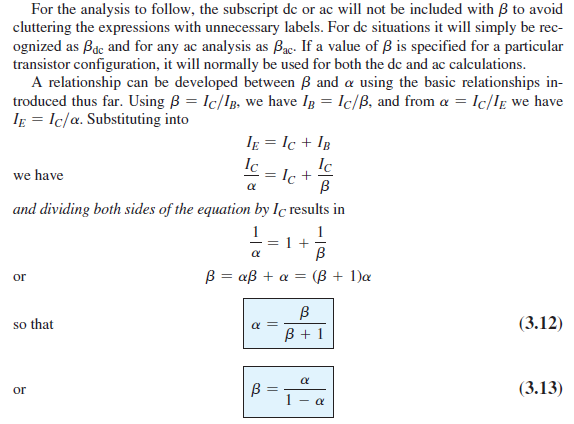 For the analysis to follow, the subscript dc or ac will not be included with β to avoid
cluttering the expressions with unnecessary labels. For dc situations it will simply be rec-
ognized as βdc and for any ac analysis as βac. If a value of β is specified for a particular
transistor configuration, it will normally be used for both the dc and ac calculations.
A relationship can be developed between β and α using the basic relationships in-
troduced thus far. Using β = IC/IB, we have IB = IC/β, and from α = IC/IE we have
IE = IC/α. Substituting into
IE = IC + IB
we have IC/α = IC + IC/β
and dividing both sides of the equation by IC results in
1/α = 1 + 1/β
or β = αβ + α = (β + 1)α
so that α = β/(β + 1) (3.12)
or β = α/(1 − α) (3.13)